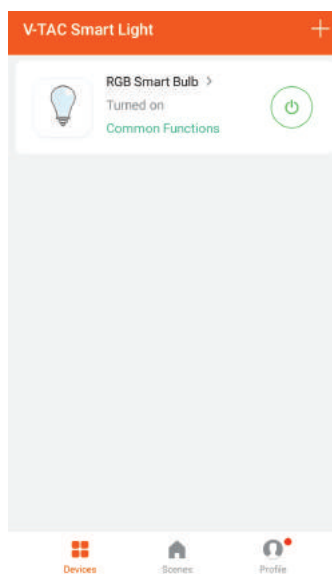 V-TAC Smart Light
RGB Smart Bulb
Turned on
Common Functions
Devices
Scenes
Profile